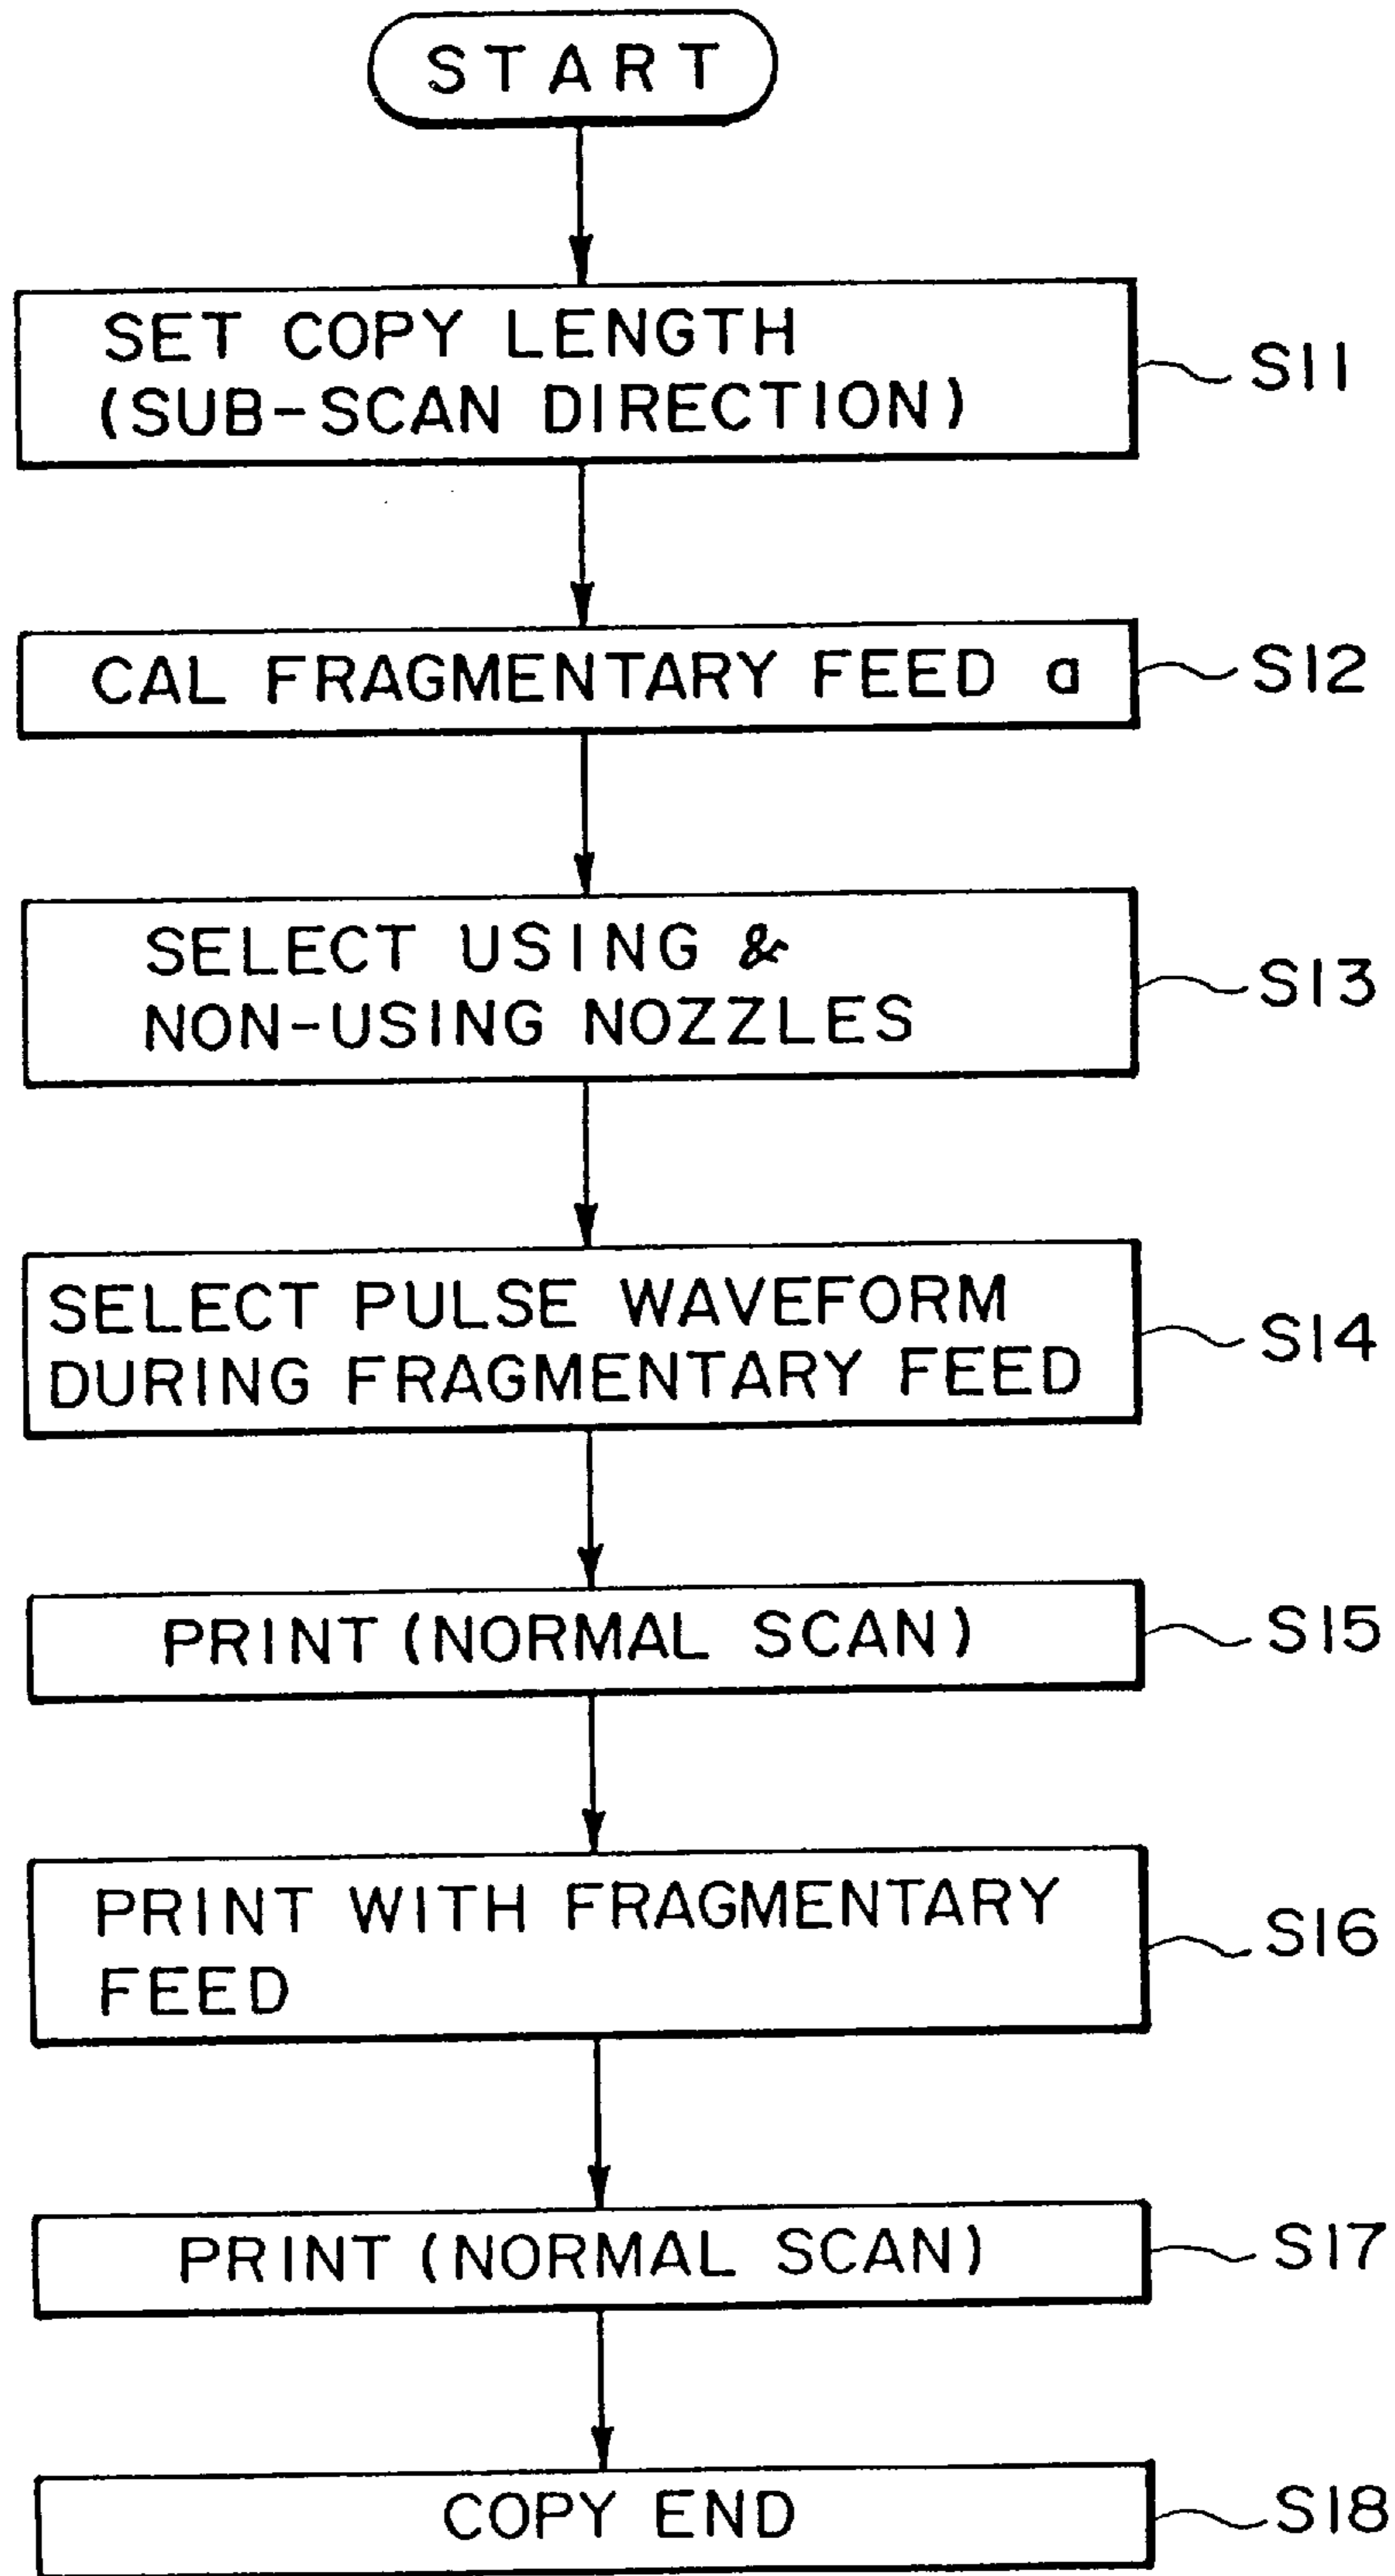 START
SET COPY LENGTH
(SUB-SCAN DIRECTION)
S11
CAL FRAGMENTARY FEED a
S12
SELECT USING &
NON-USING NOZZLES
S13
SELECT PULSE WAVEFORM
DURING FRAGMENTARY FEED
S14
PRINT (NORMAL SCAN)
S15
PRINT WITH FRAGMENTARY
FEED
S16
PRINT (NORMAL SCAN)
S17
COPY END
S18